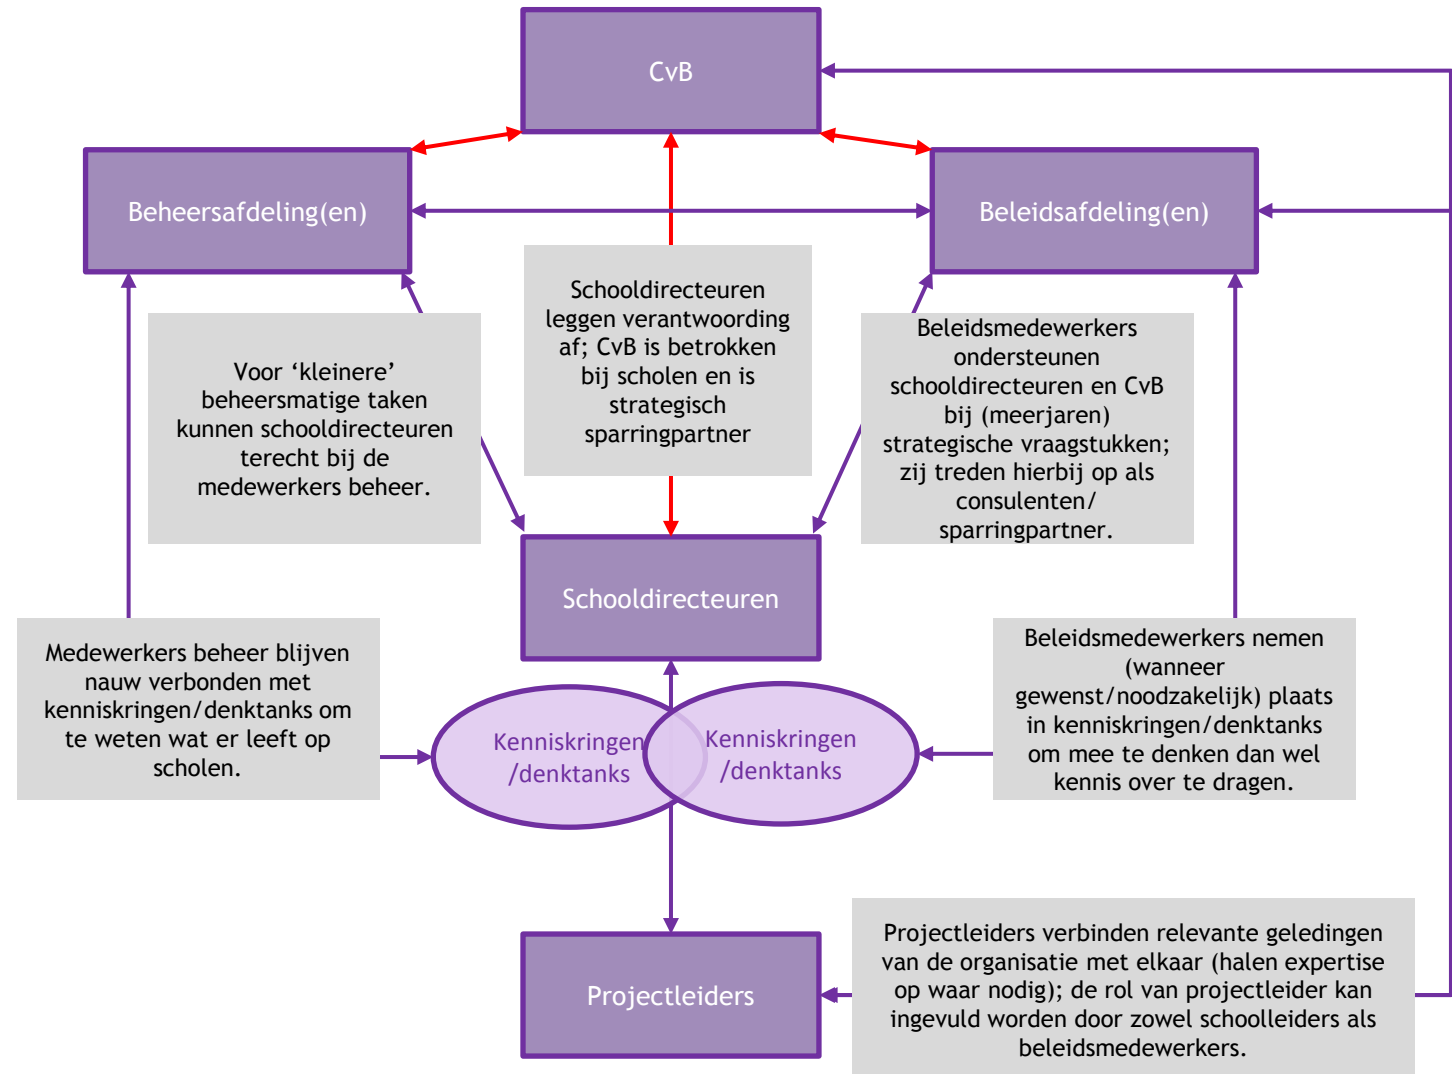 CvB
Beheersafdeling(en)
Beleidsafdeling(en)
Schooldirecteuren
leggen verantwoording
af; CvB is betrokken
bij scholen en is
strategisch
sparringpartner
Voor ‘kleinere’
beheersmatige taken
kunnen schooldirecteuren
terecht bij de
medewerkers beheer.
Beleidsmedewerkers
ondersteunen
schooldirecteuren en CvB
bij (meerjaren)
strategische vraagstukken;
zij treden hierbij op als
consulenten/
sparringpartner.
Schooldirecteuren
Medewerkers beheer blijven
nauw verbonden met
kenniskringen/denktanks om
te weten wat er leeft op
scholen.
Beleidsmedewerkers nemen
(wanneer
gewenst/noodzakelijk) plaats
in kenniskringen/denktanks
om mee te denken dan wel
kennis over te dragen.
Kenniskringen
/denktanks
Kenniskringen
/denktanks
Projectleiders
Projectleiders verbinden relevante geledingen
van de organisatie met elkaar (halen expertise
op waar nodig); de rol van projectleider kan
ingevuld worden door zowel schoolleiders als
beleidsmedewerkers.